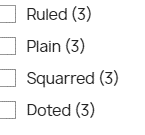 Ruled (3)
Plain (3)
Squarred (3)
Doted (3)